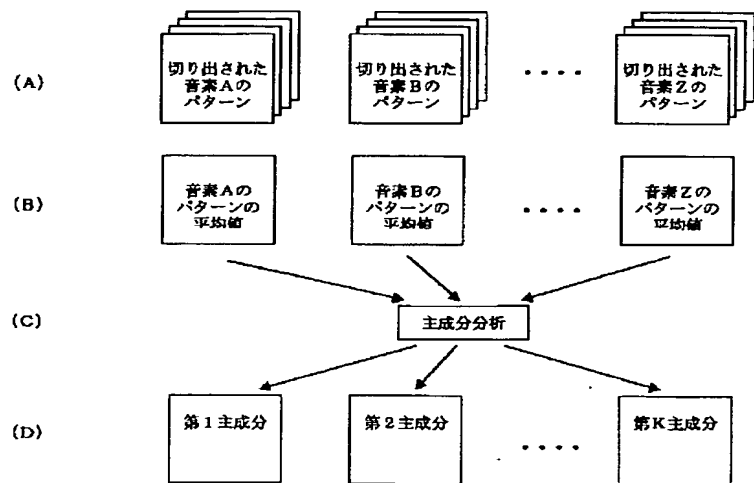 (A)
切り出された
音素Aの
パターン
切り出された
音素Bの
パターン
・・・・
切り出された
音素Zの
パターン
(B)
音素Aの
パターンの
平均値
音素Bの
パターンの
平均値
・・・・
音素Zの
パターンの
平均値
(C)
主成分分析
(D)
第1主成分
第2主成分
・・・・
第K主成分